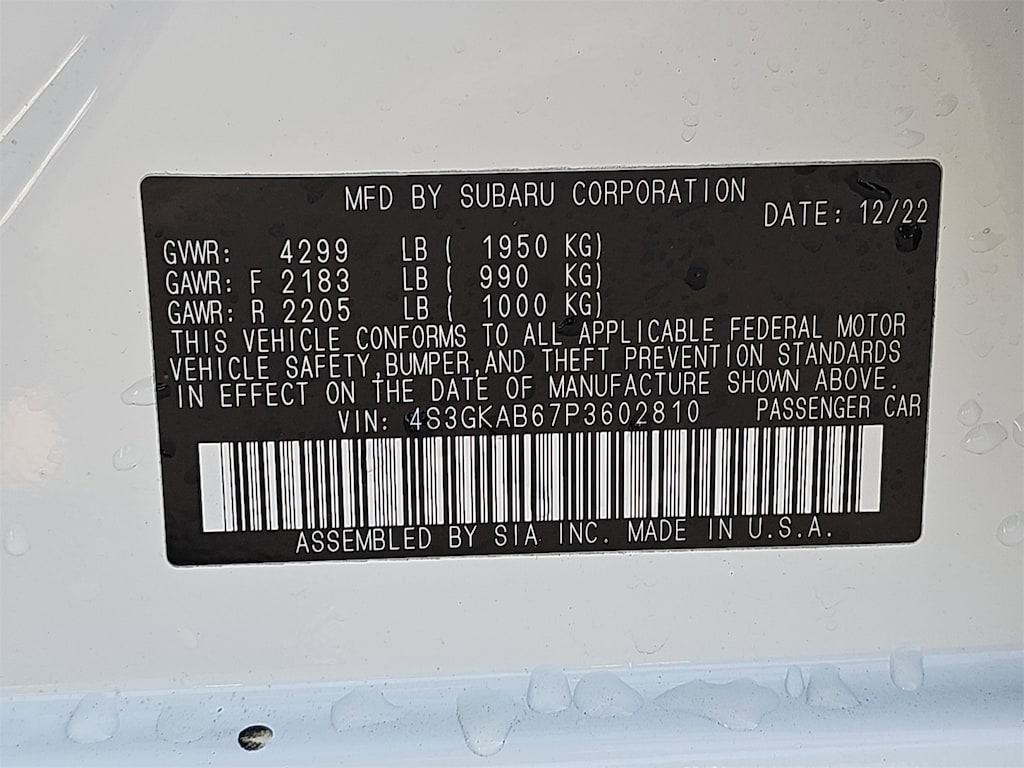 MFD BY SUBARU CORPORATION
DATE: 12/22
GVWR: 4299 LB ( 1950 KG)
GAWR: F 2183 LB ( 990 KG)
GAWR: R 2205 LB ( 1000 KG)
THIS VEHICLE CONFORMS TO ALL APPLICABLE FEDERAL MOTOR
VEHICLE SAFETY,BUMPER,AND THEFT PREVENTION STANDARDS
IN EFFECT ON THE DATE OF MANUFACTURE SHOWN ABOVE.
VIN: 4S3GKAB67P3602810 PASSENGER CAR
ASSEMBLED BY SIA INC. MADE IN U.S.A.